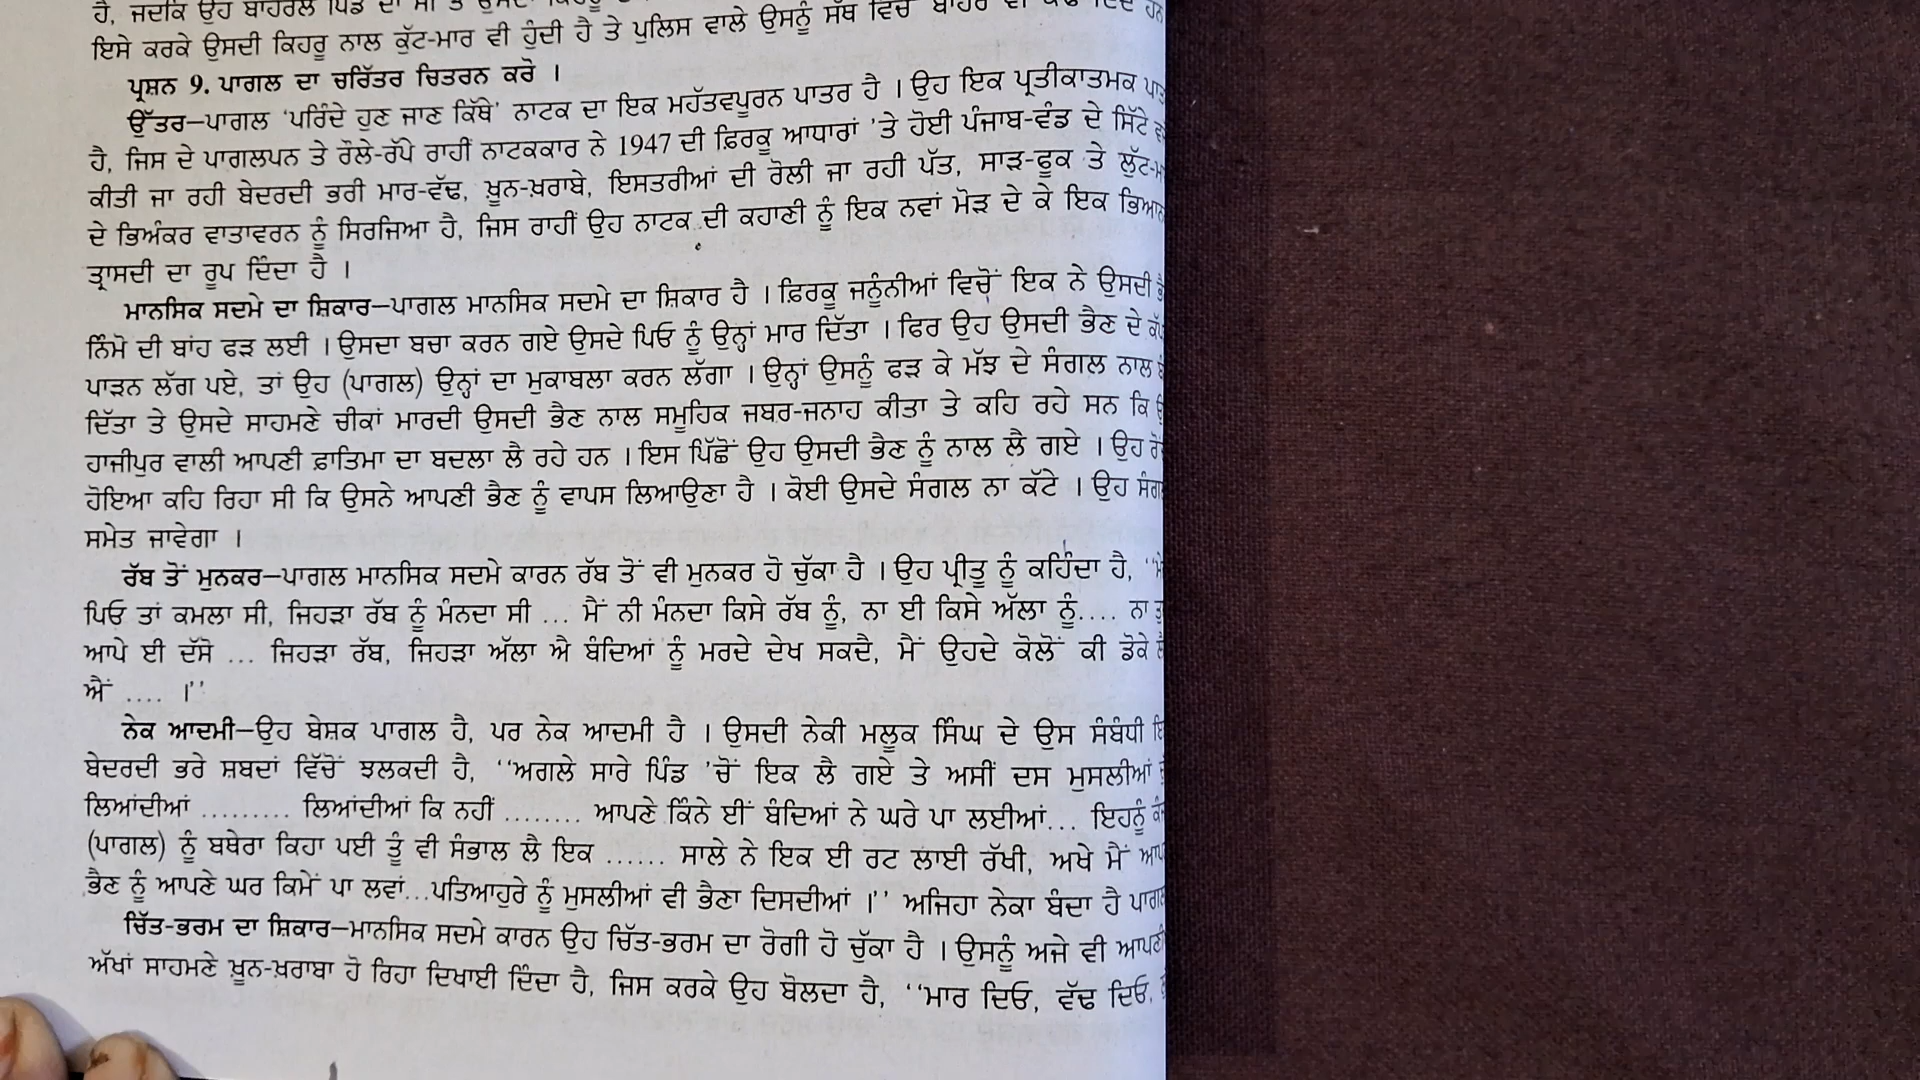 ਹੈ, ਜਦਕਿ ਉਹ ਬਾਹਰਲੇ ਪਿੰਡ ਦਾ ਸੀ ਤੇ
ਇਸੇ ਕਰਕੇ ਉਸਦੀ ਕਿਹਰੂ ਨਾਲ ਕੁੱਟ-ਮਾਰ ਵੀ ਹੁੰਦੀ ਹੈ ਤੇ ਪੁਲਿਸ ਵਾਲੇ ਉਸਨੂੰ ਸੱਥ ਵਿਚੋਂ ਬਾਹਰ ਵੀ ਕੱਢ ਦਿੰਦੇ ਹਨ
ਪ੍ਰਸ਼ਨ 9. ਪਾਗਲ ਦਾ ਚਰਿੱਤਰ ਚਿਤਰਨ ਕਰੋ ।
ਉੱਤਰ—ਪਾਗਲ 'ਪਰਿੰਦੇ ਹੁਣ ਜਾਣ ਕਿੱਥੇ' ਨਾਟਕ ਦਾ ਇਕ ਮਹੱਤਵਪੂਰਨ ਪਾਤਰ ਹੈ । ਉਹ ਇਕ ਪ੍ਰਤੀਕਾਤਮਕ
ਹੈ, ਜਿਸ ਦੇ ਪਾਗਲਪਨ ਤੇ ਰੌਲੇ-ਰੱਪੇ ਰਾਹੀਂ ਨਾਟਕਕਾਰ ਨੇ 1947 ਦੀ ਫ਼ਿਰਕੂ ਆਧਾਰਾਂ 'ਤੇ ਹੋਈ ਪੰਜਾਬ-ਵੰਡ ਦੇ ਸਿੱਟੇ
ਕੀਤੀ ਜਾ ਰਹੀ ਬੇਦਰਦੀ ਭਰੀ ਮਾਰ-ਵੱਢ, ਖ਼ੂਨ-ਖ਼ਰਾਬੇ, ਇਸਤਰੀਆਂ ਦੀ ਰੋਲੀ ਜਾ ਰਹੀ ਪੱਤ, ਸਾੜ-ਫੂਕ ਤੇ ਲੁੱਟ-
ਦੇ ਭਿਅੰਕਰ ਵਾਤਾਵਰਨ ਨੂੰ ਸਿਰਜਿਆ ਹੈ, ਜਿਸ ਰਾਹੀਂ ਉਹ ਨਾਟਕ ਦੀ ਕਹਾਣੀ ਨੂੰ ਇਕ ਨਵਾਂ ਮੋੜ ਦੇ ਕੇ ਇਕ
ਤ੍ਰਾਸਦੀ ਦਾ ਰੂਪ ਦਿੰਦਾ ਹੈ ।
ਮਾਨਸਿਕ ਸਦਮੇ ਦਾ ਸ਼ਿਕਾਰ—ਪਾਗਲ ਮਾਨਸਿਕ ਸਦਮੇ ਦਾ ਸ਼ਿਕਾਰ ਹੈ । ਫ਼ਿਰਕੂ ਜਨੂੰਨੀਆਂ ਵਿਚੋਂ ਇਕ ਨੇ ਉਸਦੀ
ਨਿੰਮੋ ਦੀ ਬਾਂਹ ਫੜ ਲਈ । ਉਸਦਾ ਬਚਾ ਕਰਨ ਗਏ ਉਸਦੇ ਪਿਓ ਨੂੰ ਉਨ੍ਹਾਂ ਮਾਰ ਦਿੱਤਾ । ਫਿਰ ਉਹ ਉਸਦੀ ਭੈਣ ਦੇ
ਪਾੜਨ ਲੱਗ ਪਏ, ਤਾਂ ਉਹ (ਪਾਗਲ) ਉਨ੍ਹਾਂ ਦਾ ਮੁਕਾਬਲਾ ਕਰਨ ਲੱਗਾ । ਉਨ੍ਹਾਂ ਉਸਨੂੰ ਫੜ ਕੇ ਮੱਝ ਦੇ ਸੰਗਲ ਨਾਲ
ਦਿੱਤਾ ਤੇ ਉਸਦੇ ਸਾਹਮਣੇ ਚੀਕਾਂ ਮਾਰਦੀ ਉਸਦੀ ਭੈਣ ਨਾਲ ਸਮੂਹਿਕ ਜਬਰ-ਜਨਾਹ ਕੀਤਾ ਤੇ ਕਹਿ ਰਹੇ ਸਨ ਕਿ
ਹਾਜੀਪੁਰ ਵਾਲੀ ਆਪਣੀ ਫ਼ਾਤਿਮਾ ਦਾ ਬਦਲਾ ਲੈ ਰਹੇ ਹਨ । ਇਸ ਪਿੱਛੋਂ ਉਹ ਉਸਦੀ ਭੈਣ ਨੂੰ ਨਾਲ ਲੈ ਗਏ । ਉਹ
ਹੋਇਆ ਕਹਿ ਰਿਹਾ ਸੀ ਕਿ ਉਸਨੇ ਆਪਣੀ ਭੈਣ ਨੂੰ ਵਾਪਸ ਲਿਆਉਣਾ ਹੈ । ਕੋਈ ਉਸਦੇ ਸੰਗਲ ਨਾ ਕੱਟੇ । ਉਹ
ਸਮੇਤ ਜਾਵੇਗਾ ।
ਰੱਬ ਤੋਂ ਮੁਨਕਰ—ਪਾਗਲ ਮਾਨਸਿਕ ਸਦਮੇ ਕਾਰਨ ਰੱਬ ਤੋਂ ਵੀ ਮੁਨਕਰ ਹੋ ਚੁੱਕਾ ਹੈ । ਉਹ ਪ੍ਰੀਤੂ ਨੂੰ ਕਹਿੰਦਾ ਹੈ,
ਪਿਓ ਤਾਂ ਕਮਲਾ ਸੀ, ਜਿਹੜਾ ਰੱਬ ਨੂੰ ਮੰਨਦਾ ਸੀ ... ਮੈਂ ਨੀ ਮੰਨਦਾ ਕਿਸੇ ਰੱਬ ਨੂੰ, ਨਾ ਈ ਕਿਸੇ ਅੱਲਾ ਨੂੰ.... ਨਾ
ਆਪੇ ਈ ਦੱਸੋ ... ਜਿਹੜਾ ਰੱਬ, ਜਿਹੜਾ ਅੱਲਾ ਐ ਬੰਦਿਆਂ ਨੂੰ ਮਰਦੇ ਦੇਖ ਸਕਦੈ, ਮੈਂ ਉਹਦੇ ਕੋਲੋਂ ਕੀ ਡੋਕੇ
ਐਂ .... ।''
ਨੇਕ ਆਦਮੀ—ਉਹ ਬੇਸ਼ਕ ਪਾਗਲ ਹੈ, ਪਰ ਨੇਕ ਆਦਮੀ ਹੈ । ਉਸਦੀ ਨੇਕੀ ਮਲੂਕ ਸਿੰਘ ਦੇ ਉਸ ਸੰਬੰਧੀ
ਬੇਦਰਦੀ ਭਰੇ ਸ਼ਬਦਾਂ ਵਿੱਚੋਂ ਝਲਕਦੀ ਹੈ, ''ਅਗਲੇ ਸਾਰੇ ਪਿੰਡ 'ਚੋਂ ਇਕ ਲੈ ਗਏ ਤੇ ਅਸੀਂ ਦਸ ਮੁਸਲੀਆਂ
ਲਿਆਂਦੀਆਂ ......... ਲਿਆਂਦੀਆਂ ਕਿ ਨਹੀਂ ........ ਆਪਣੇ ਕਿੰਨੇ ਈਂ ਬੰਦਿਆਂ ਨੇ ਘਰੇ ਪਾ ਲਈਆਂ... ਇਹਨੂੰ
(ਪਾਗਲ) ਨੂੰ ਬਥੇਰਾ ਕਿਹਾ ਪਈ ਤੂੰ ਵੀ ਸੰਭਾਲ ਲੈ ਇਕ ...... ਸਾਲੇ ਨੇ ਇਕ ਈ ਰਟ ਲਾਈ ਰੱਖੀ, ਅਖੇ ਮੈਂ
ਭੈਣ ਨੂੰ ਆਪਣੇ ਘਰ ਕਿਮੇਂ ਪਾ ਲਵਾਂ...ਪਤਿਆਹੁਰੇ ਨੂੰ ਮੁਸਲੀਆਂ ਵੀ ਭੈਣਾ ਦਿਸਦੀਆਂ ।'' ਅਜਿਹਾ ਨੇਕਾ ਬੰਦਾ ਹੈ ਪਾਗਲ
ਚਿੱਤ-ਭਰਮ ਦਾ ਸ਼ਿਕਾਰ—ਮਾਨਸਿਕ ਸਦਮੇ ਕਾਰਨ ਉਹ ਚਿੱਤ-ਭਰਮ ਦਾ ਰੋਗੀ ਹੋ ਚੁੱਕਾ ਹੈ । ਉਸਨੂੰ ਅਜੇ ਵੀ ਆਪਣੀ
ਅੱਖਾਂ ਸਾਹਮਣੇ ਖ਼ੂਨ-ਖ਼ਰਾਬਾ ਹੋ ਰਿਹਾ ਦਿਖਾਈ ਦਿੰਦਾ ਹੈ, ਜਿਸ ਕਰਕੇ ਉਹ ਬੋਲਦਾ ਹੈ, ''ਮਾਰ ਦਿਓ, ਵੱਢ ਦਿਓ,